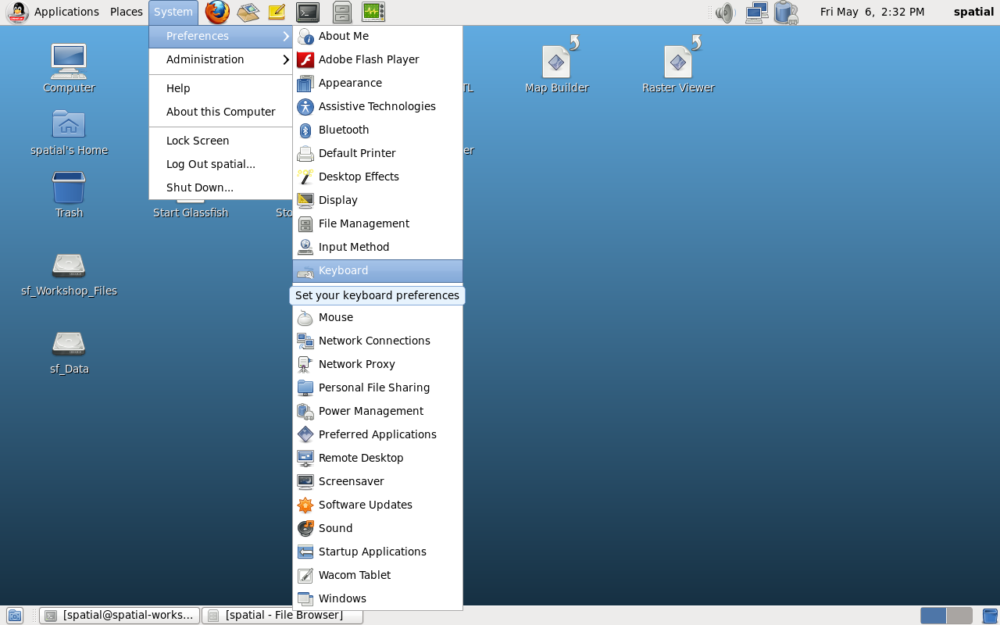 Applications Places System Fri May 6, 2:32 PM spatial
Preferences
Administration
Help
About this Computer
Lock Screen
Log Out spatial...
Shut Down...
About Me
Adobe Flash Player
Appearance
Assistive Technologies
Bluetooth
Default Printer
Desktop Effects
Display
File Management
Input Method
Keyboard
Set your keyboard preferences
Mouse
Network Connections
Network Proxy
Personal File Sharing
Power Management
Preferred Applications
Remote Desktop
Screensaver
Software Updates
Sound
Startup Applications
Wacom Tablet
Windows
Computer
TL
Map Builder
Raster Viewer
spatial's Home
er
Trash
Start Glassfish
Sto
sf_Workshop_Files
sf_Data
[spatial@spatial-works...
[spatial - File Browser]